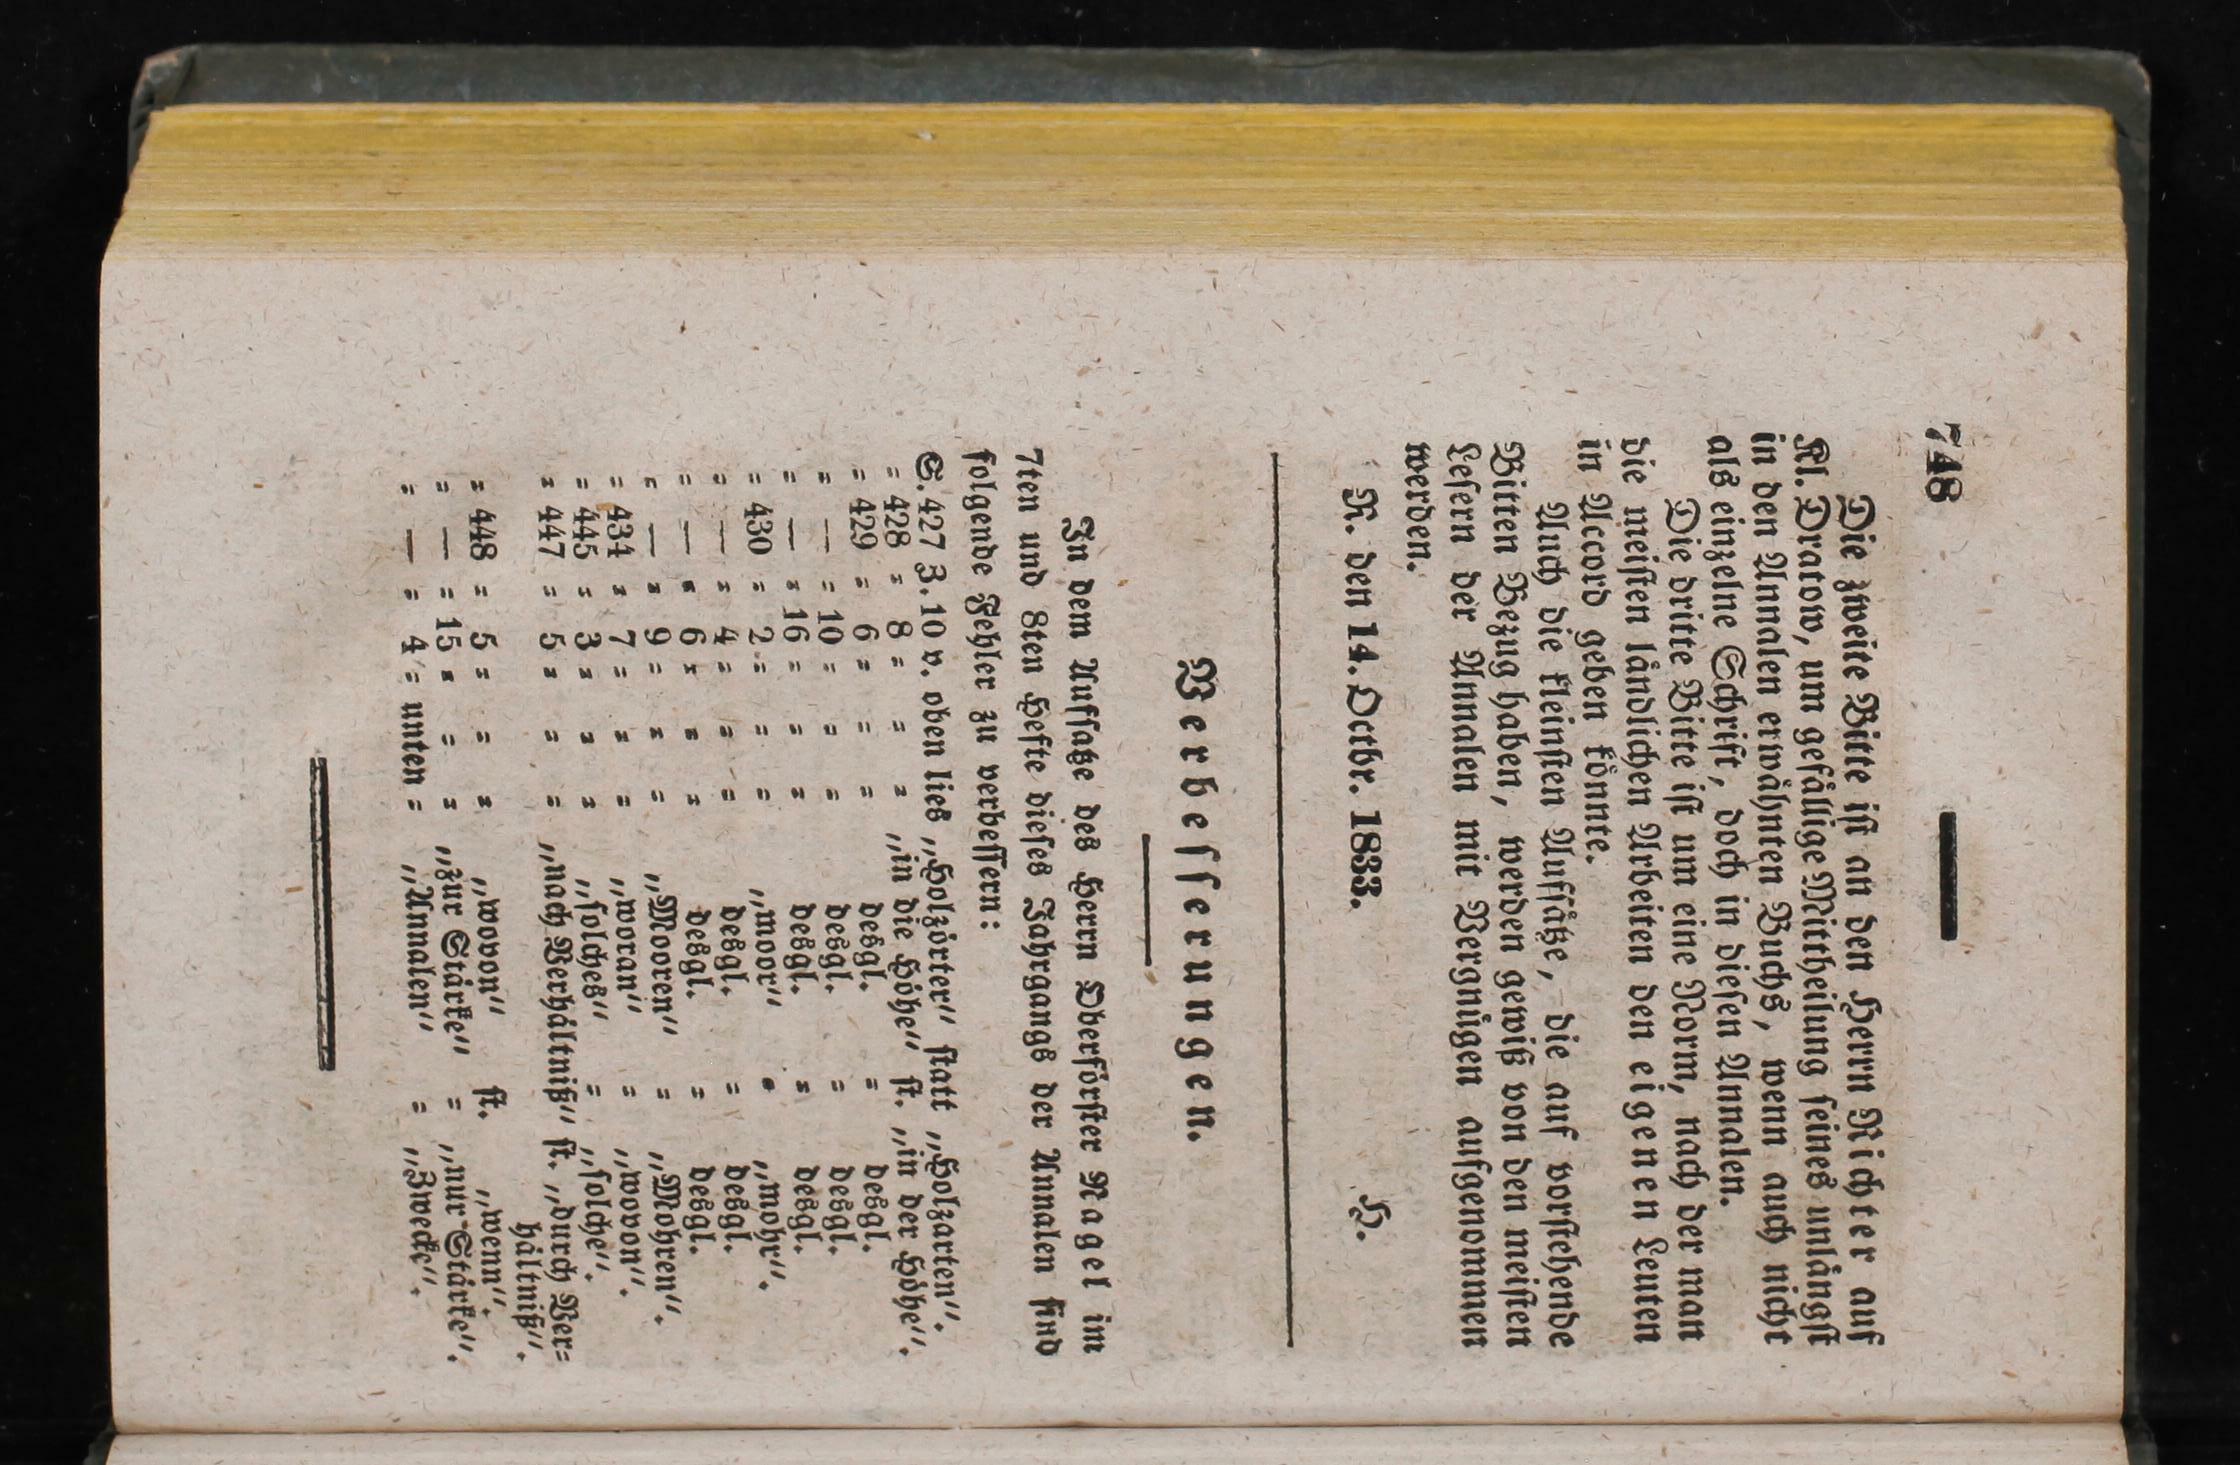 748
Die zweite Bitte ist an den Herrn Richter auf
Kl. Dratow, um gefällige Mittheilung seines unlängst
in den Annalen erwähnten Buchs, wenn auch nicht
als einzelne Schrift, doch in diesen Annalen.
Die dritte Bitte ist um eine Norm, nach der man
die meisten ländlichen Arbeiten den eigenen Leuten
in Accord geben könnte.
Auch die kleinsten Aufsätze, die auf vorstehende
Bitten Bezug haben, werden gewiß von den meisten
Lesern der Annalen mit Vergnügen aufgenommen
werden.
R. den 14. Octbr. 1833. H.
Verbesserungen.
In dem Aufsatze des Herrn Oberförster Nagel im
7ten und 8ten Hefte dieses Jahrgangs der Annalen sind
folgende Fehler zu verbessern:
S. 427 Z. 10 v. oben lies „Holzörter“ statt „Holzarten“.
= 428 = 8 = = = „in die Höhe“ st. „in der Höhe“.
= 429 = 6 = = = desgl. = desgl.
= — = 10 = = = desgl. = desgl.
= — = 16 = = = desgl. = desgl.
= 430 = 2 = = = „moor“ = „mohr“.
= — = 4 = = = desgl. = desgl.
= — = 6 = = = desgl. = desgl.
= — = 9 = = = „Mooren“ = „Mohren“.
= 434 = 7 = = = „woran“ = „wovon“.
= 445 = 3 = = = „solches“ = „solche“.
= 447 = 5 = = = „nach Verhältniß“ st. „durch Ver=
hältniß“.
= 448 = 5 = = = „wovon“ st. „wenn“.
= — = 15 = = = „zur Stärke“ = „nur Stärke“.
= — = 4 = unten = „Annalen“ = „Zwecke“.